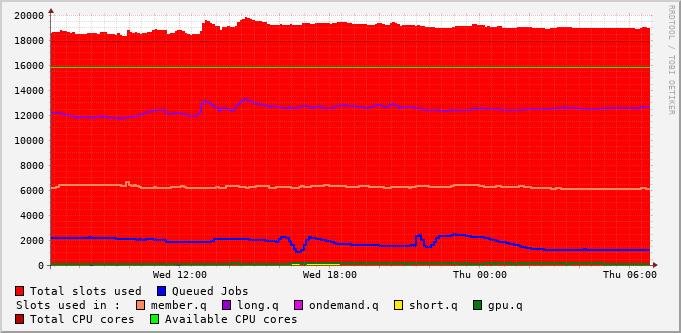 20000
18000
16000
14000
12000
10000
8000
6000
4000
2000
0
Wed 12:00 Wed 18:00 Thu 00:00 Thu 06:00
RRDTOOL / TOBI OETIKER
Total slots used Queued Jobs
Slots used in : member.q long.q ondemand.q short.q gpu.q
Total CPU cores Available CPU cores